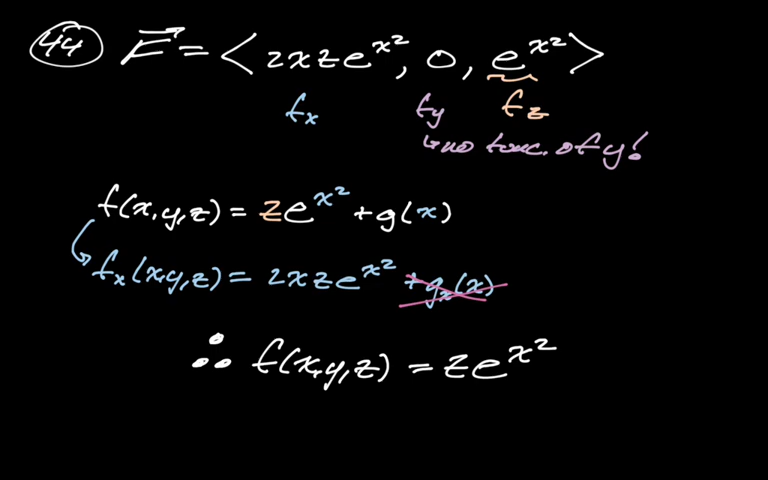 44 E⃗ = < 2xze^{x^2}, 0, e^{x^2} >
f_x f_y f_z
↳ no func. of y!
f(x,y,z) = ze^{x^2} + g(x)
↳ f_x(x,y,z) = 2xze^{x^2} + g_x(x)
∴ f(x,y,z) = ze^{x^2}